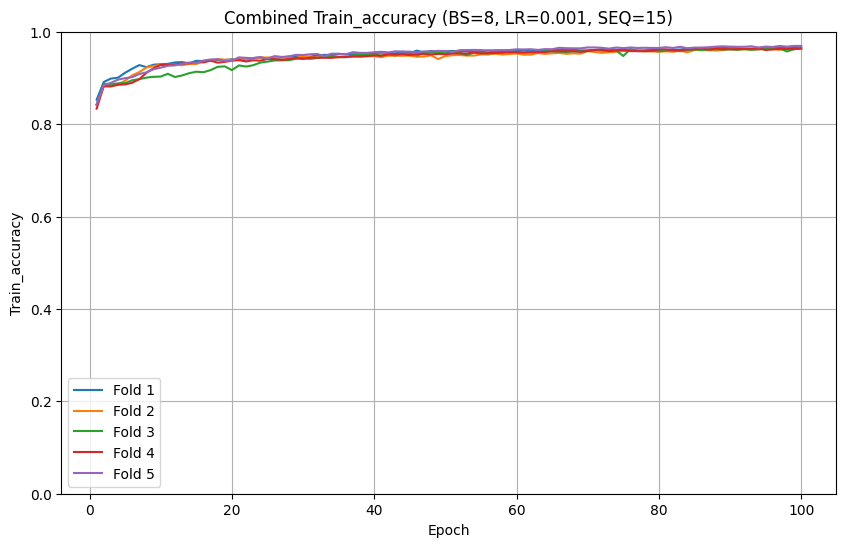 Combined Train_accuracy (BS=8, LR=0.001, SEQ=15)
1.0
0.8
0.6
0.4
0.2
0.0
Train_accuracy
Fold 1
Fold 2
Fold 3
Fold 4
Fold 5
0 20 40 60 80 100
Epoch